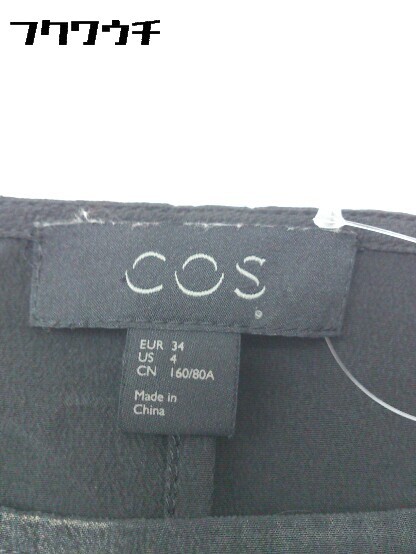 フクワウチ
COS
EUR 34
US 4
CN 160/80A
Made in
China